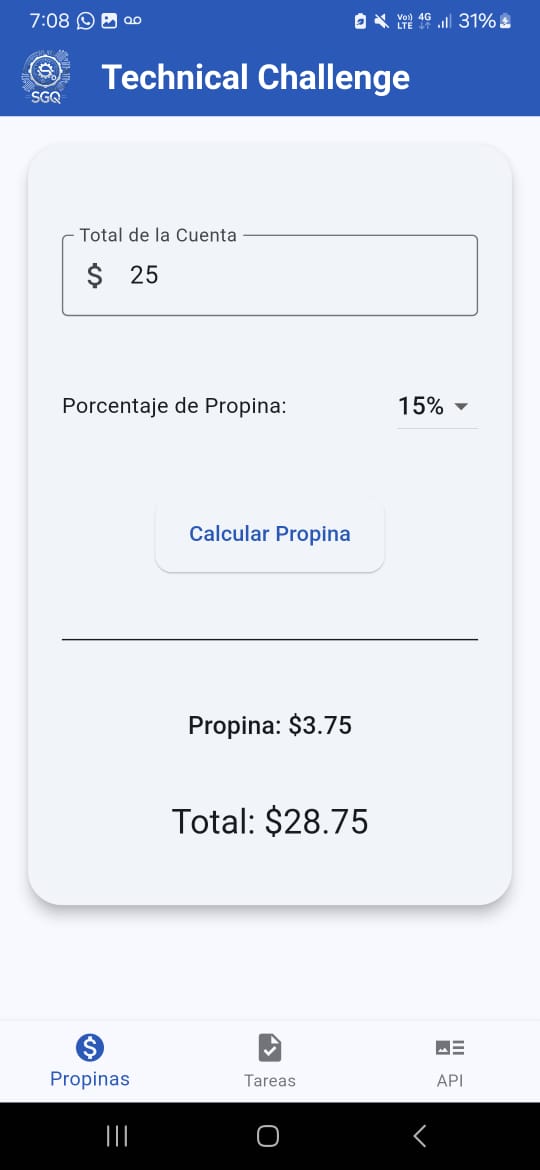 7:08 Vo)) LTE 4G 31%
SGQ
Technical Challenge
Total de la Cuenta
$ 25
Porcentaje de Propina: 15%
Calcular Propina
Propina: $3.75
Total: $28.75
Propinas Tareas API